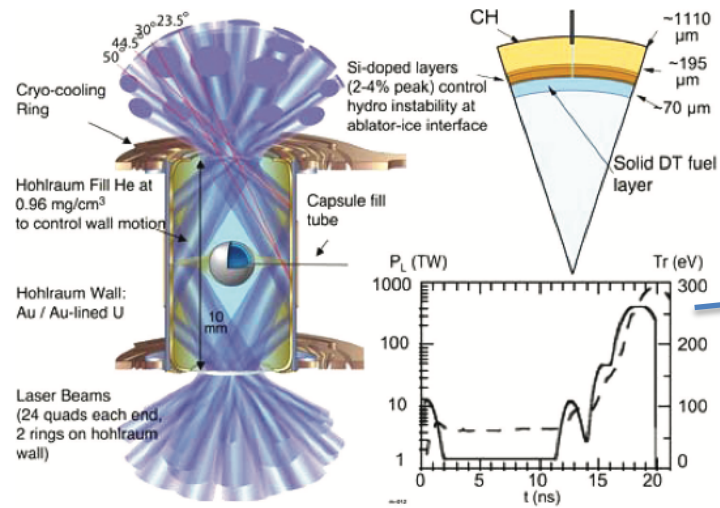 50°
44.5°
30°
23.5°
Cryo-cooling
Ring
Hohlraum Fill He at
0.96 mg/cm³
to control wall motion
Hohlraum Wall:
Au / Au-lined U
Laser Beams
(24 quads each end,
2 rings on hohlraum
wall)
10
mm
Capsule fill
tube
Si-doped layers
(2-4% peak) control
hydro instability at
ablator-ice interface
CH
~1110
µm
~195
µm
~70 µm
Solid DT fuel
layer
P_L (TW)
Tr (eV)
1000
100
10
1
300
200
100
0
0
5
10
15
20
t (ns)
m-012